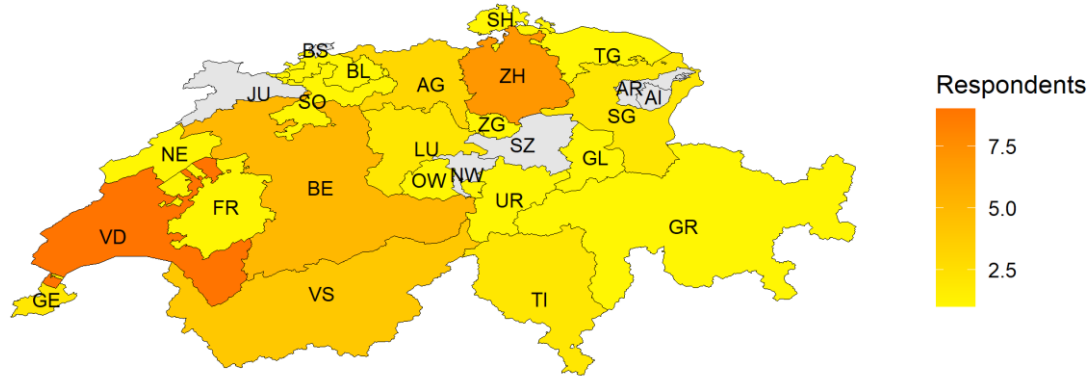 SH
BS
TG
BL
ZH
AG
JU
AR
AI
SO
SG
ZG
SZ
LU
NE
GL
NW
OW
BE
UR
FR
GR
VD
VS
GE
TI
Respondents
7.5
5.0
2.5